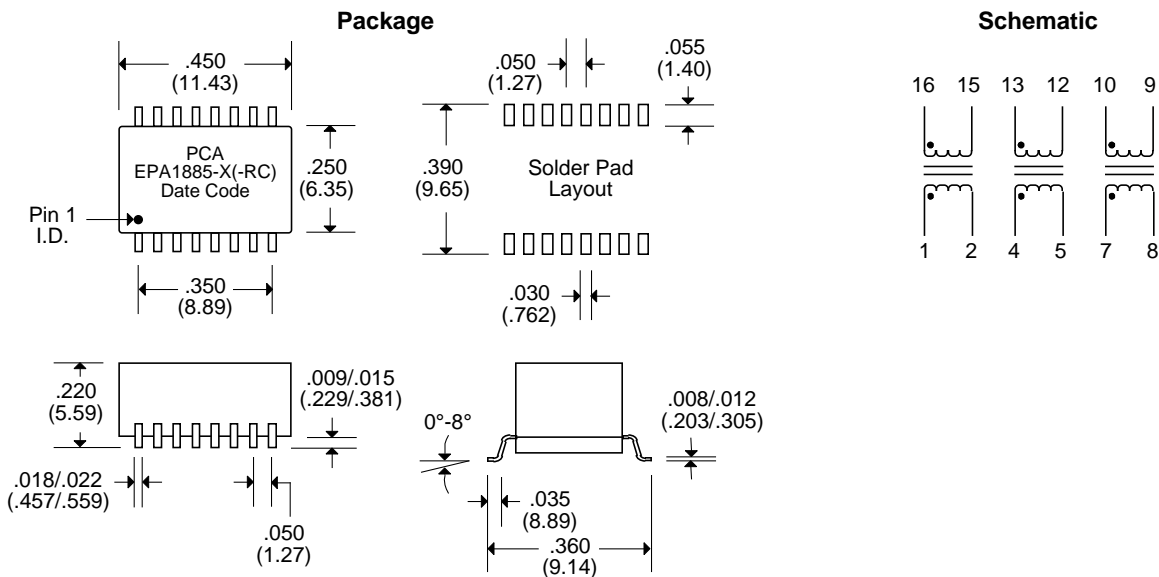 Package
Schematic
.450
(11.43)
.050
(1.27)
.055
(1.40)
PCA
EPA1885-X(-RC)
Date Code
.250
(6.35)
Pin 1
I.D.
.350
(8.89)
.390
(9.65)
Solder Pad
Layout
.030
(.762)
16 15 13 12 10 9
1 2 4 5 7 8
.220
(5.59)
.009/.015
(.229/.381)
.018/.022
(.457/.559)
.050
(1.27)
0°-8°
.008/.012
(.203/.305)
.035
(8.89)
.360
(9.14)